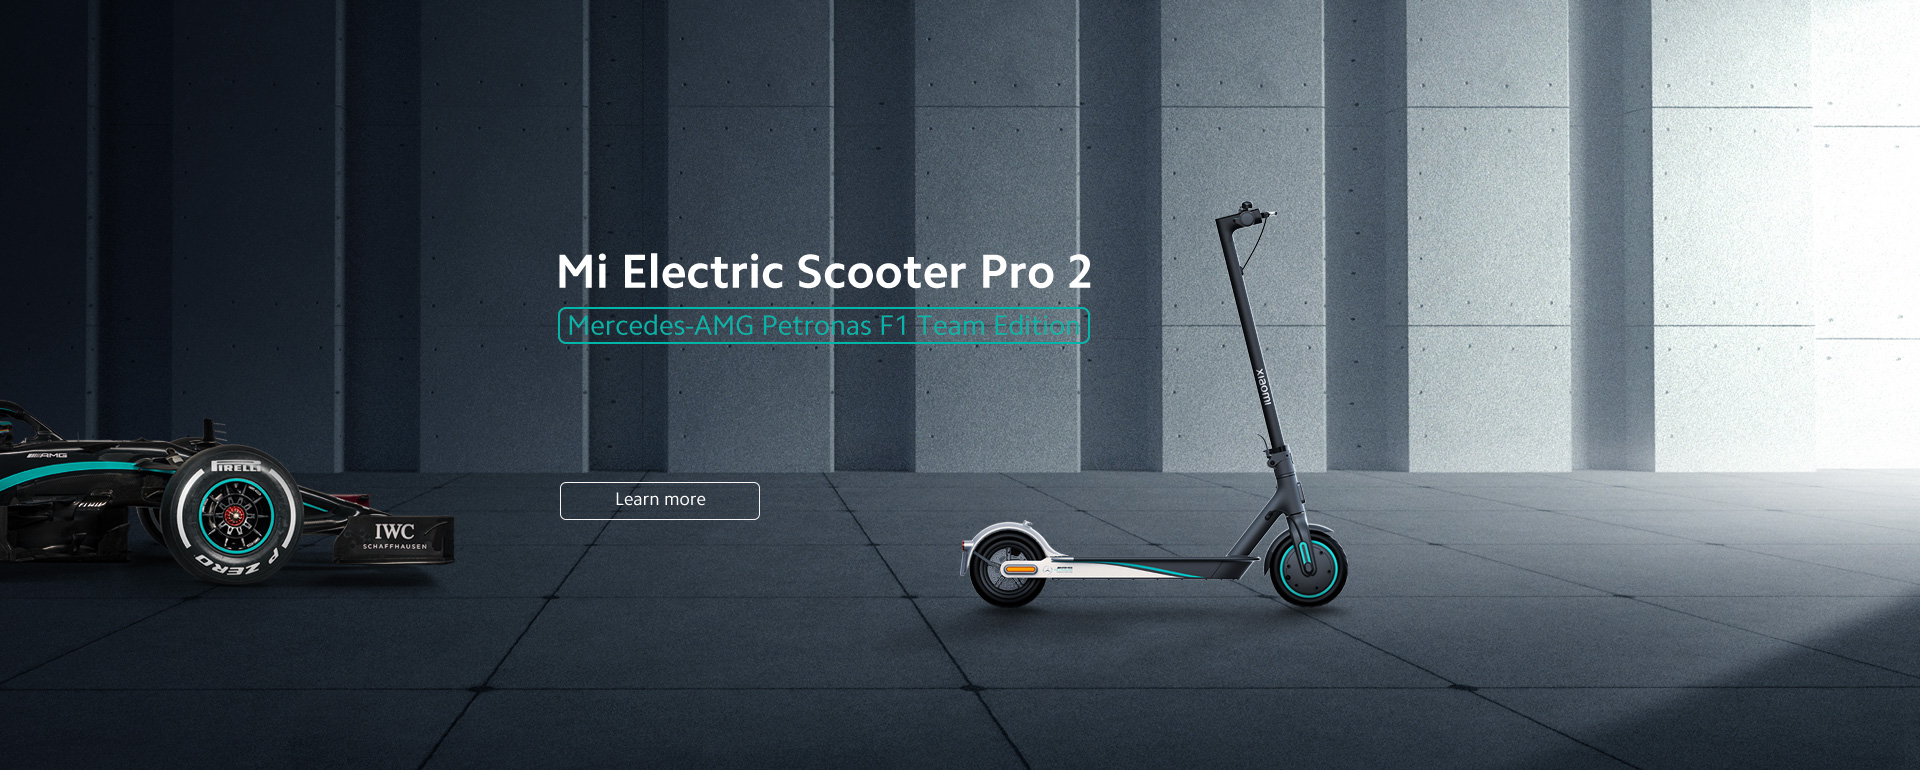 Mi Electric Scooter Pro 2
Mercedes-AMG Petronas F1 Team Edition
Learn more
xiaomi
AMG
PIRELLI
P ZERO
IWC
SCHAFFHAUSEN